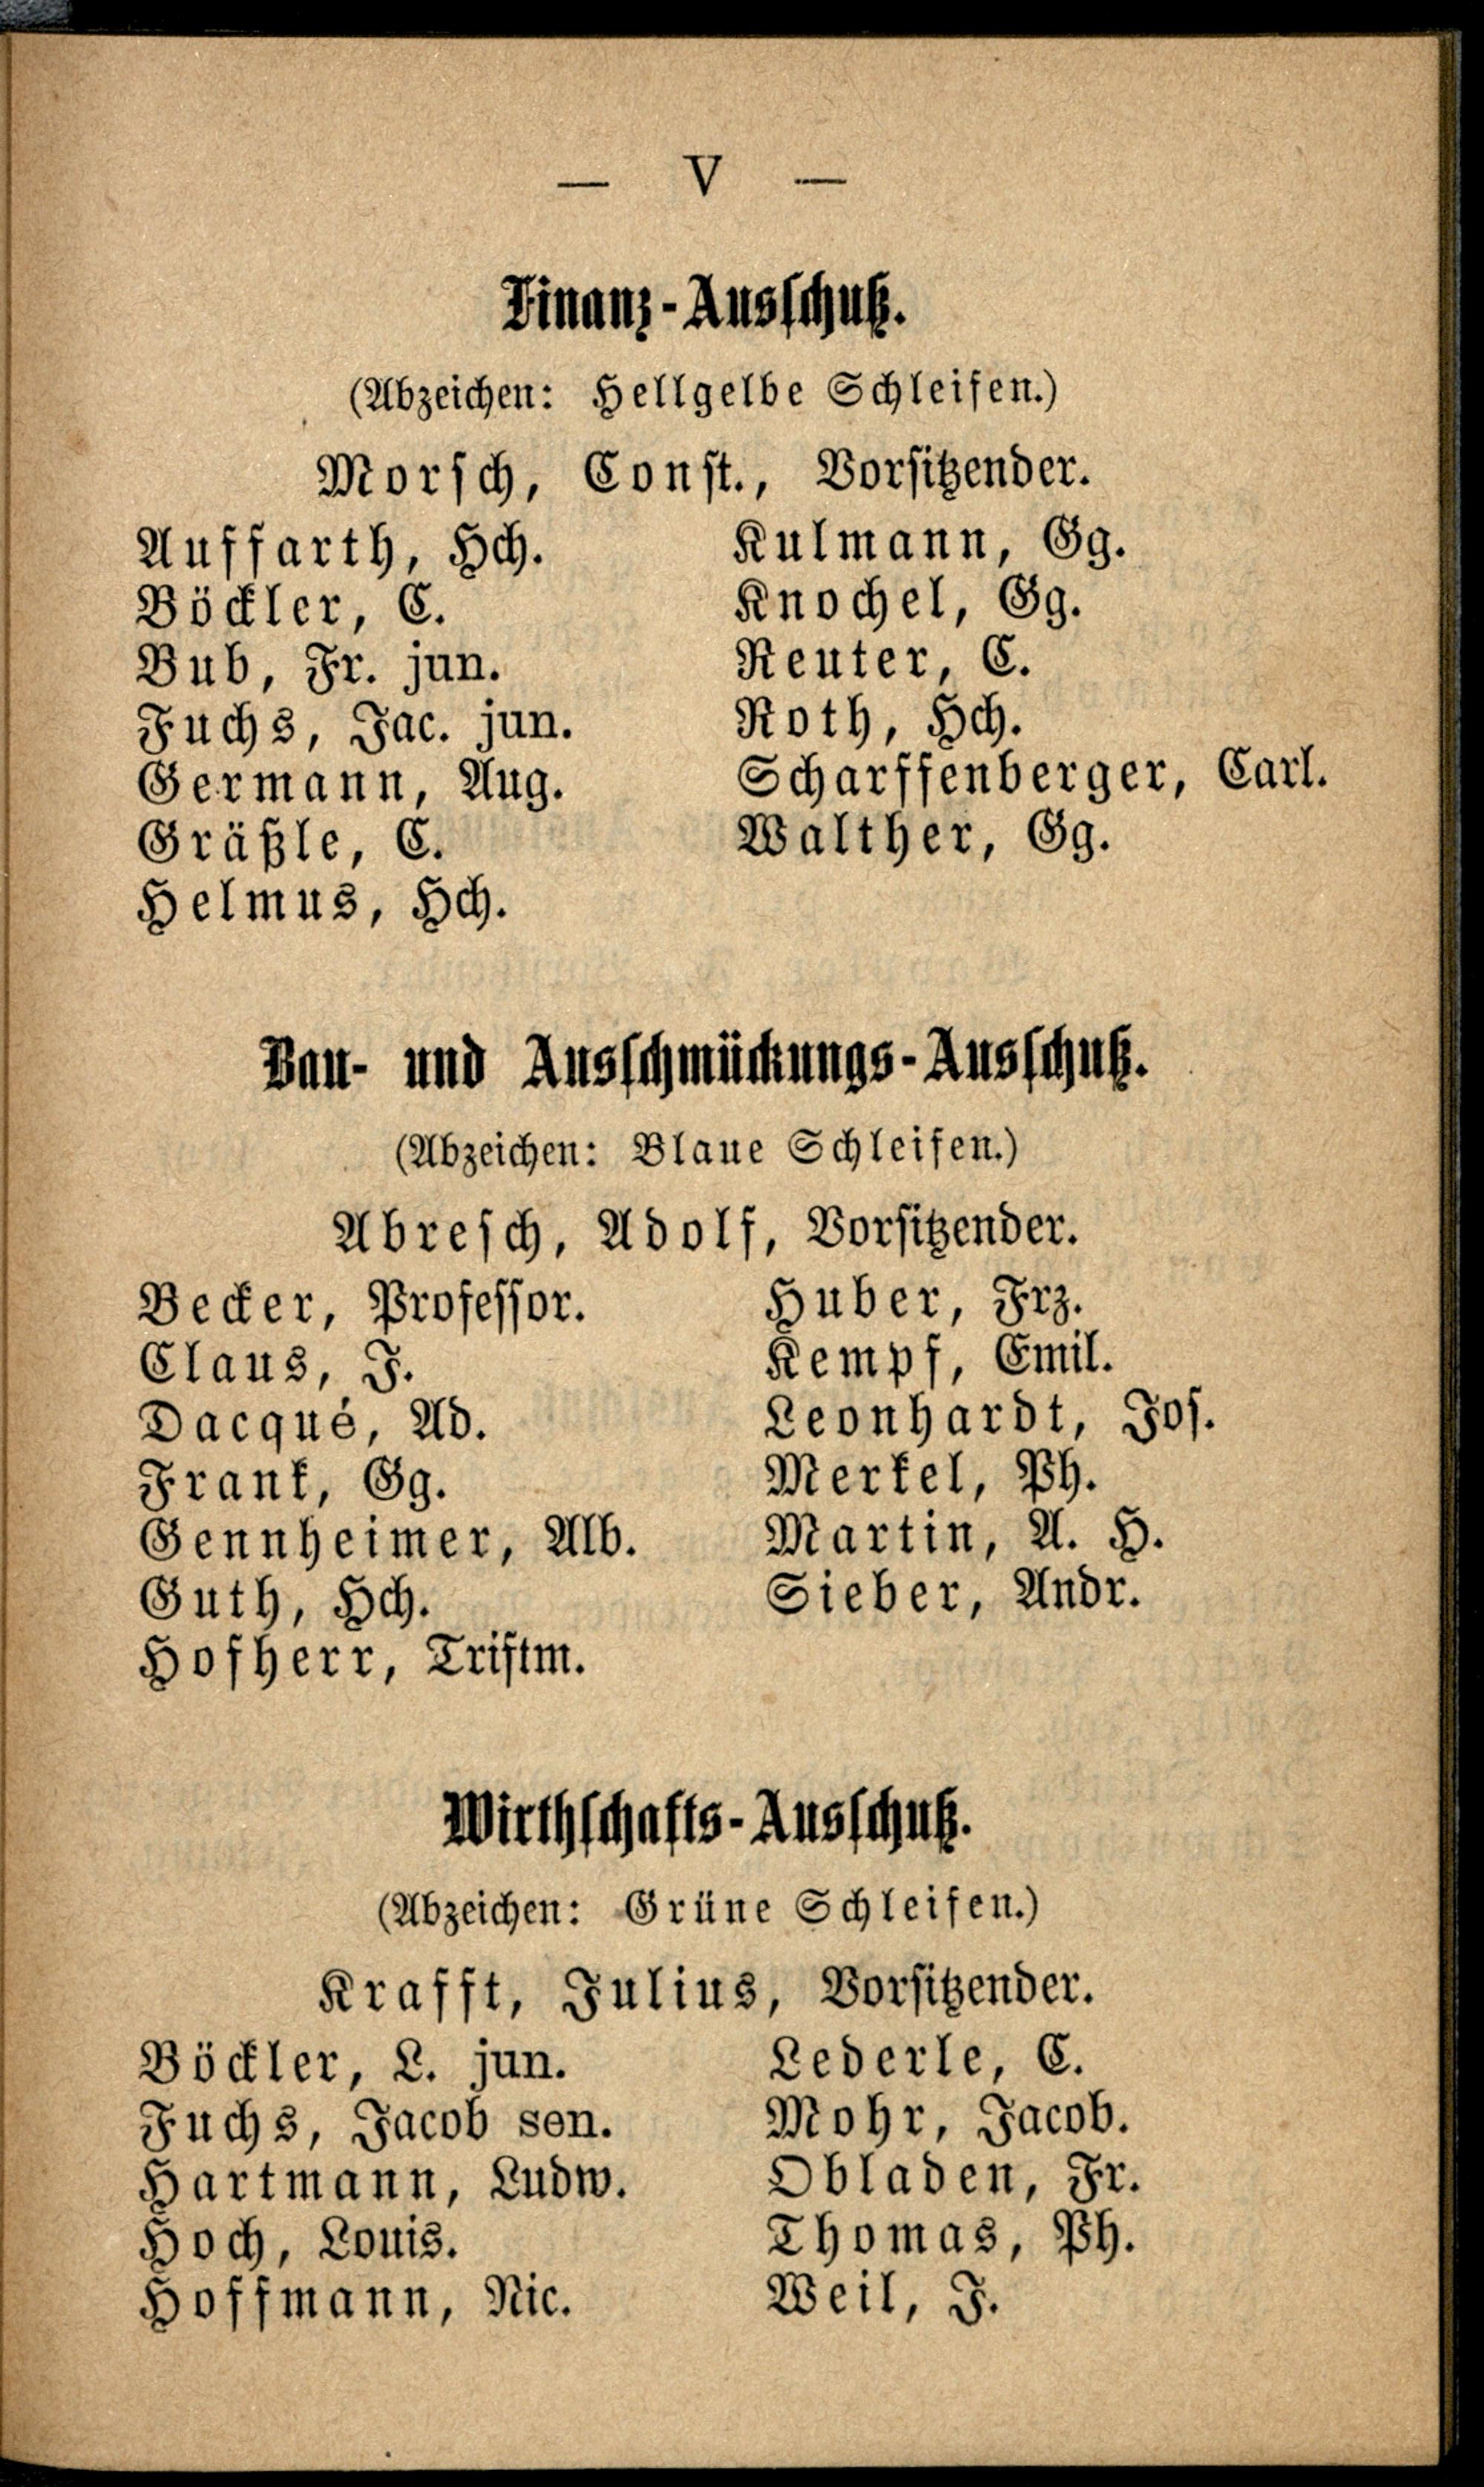 — V —
Finanz-Ausschuß.
(Abzeichen: Hellgelbe Schleifen.)
Morsch, Const., Vorsitzender.
Auffarth, Hch.
Böckler, C.
Bub, Fr. jun.
Fuchs, Jac. jun.
Germann, Aug.
Gräßle, C.
Helmus, Hch.
Kulmann, Gg.
Knochel, Gg.
Reuter, C.
Roth, Hch.
Scharffenberger, Carl.
Walther, Gg.
Bau- und Ausschmückungs-Ausschuß.
(Abzeichen: Blaue Schleifen.)
Abresch, Adolf, Vorsitzender.
Becker, Professor.
Claus, J.
Dacqué, Ad.
Frank, Gg.
Gennheimer, Alb.
Guth, Hch.
Hofherr, Triftm.
Huber, Frz.
Kempf, Emil.
Leonhardt, Jos.
Merkel, Ph.
Martin, A. H.
Sieber, Andr.
Wirthschafts-Ausschuß.
(Abzeichen: Grüne Schleifen.)
Krafft, Julius, Vorsitzender.
Böckler, L. jun.
Fuchs, Jacob sen.
Hartmann, Ludw.
Hoch, Louis.
Hoffmann, Nic.
Lederle, C.
Mohr, Jacob.
Obladen, Fr.
Thomas, Ph.
Weil, J.